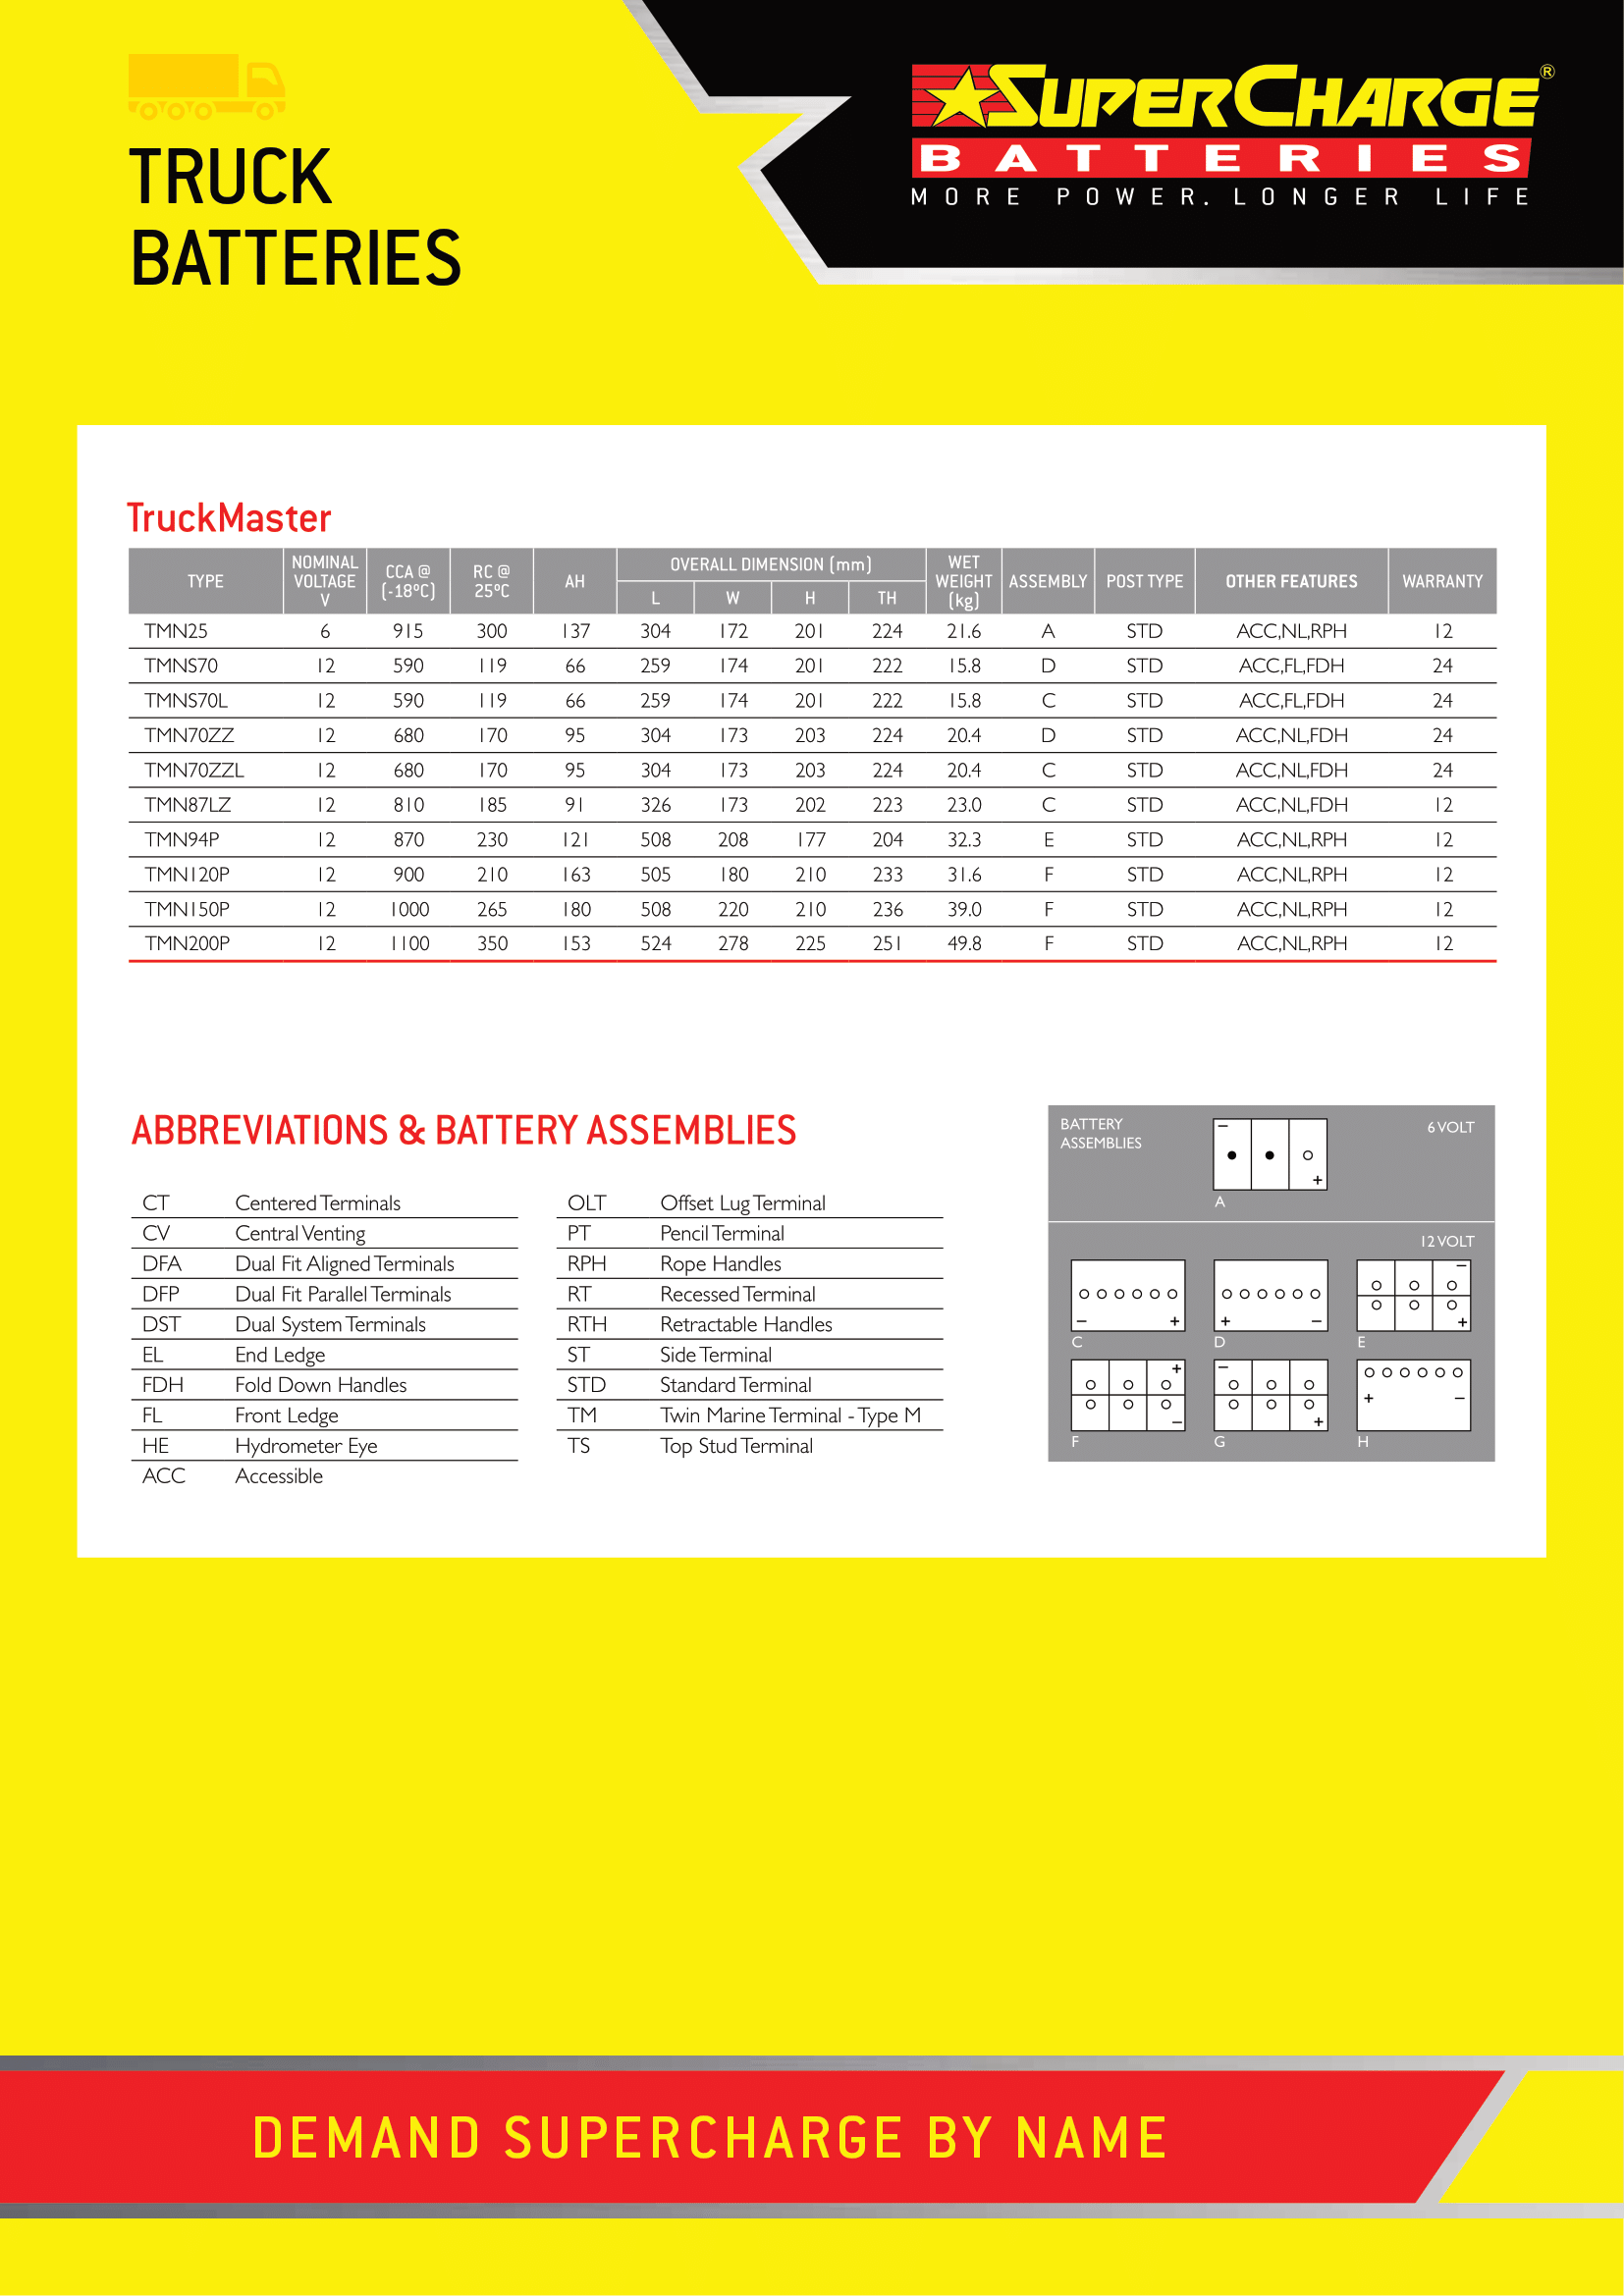 TRUCK
BATTERIES
SUPERCHARGE®
BATTERIES
MORE POWER. LONGER LIFE
TruckMaster
TYPE NOMINAL VOLTAGE V CCA @ (-18°C) RC @ 25°C AH OVERALL DIMENSION (mm) L W H TH WET WEIGHT (kg) ASSEMBLY POST TYPE OTHER FEATURES WARRANTY
TMN25 6 915 300 137 304 172 201 224 21.6 A STD ACC,NL,RPH 12
TMNS70 12 590 119 66 259 174 201 222 15.8 D STD ACC,FL,FDH 24
TMNS70L 12 590 119 66 259 174 201 222 15.8 C STD ACC,FL,FDH 24
TMN70ZZ 12 680 170 95 304 173 203 224 20.4 D STD ACC,NL,FDH 24
TMN70ZZL 12 680 170 95 304 173 203 224 20.4 C STD ACC,NL,FDH 24
TMN87LZ 12 810 185 91 326 173 202 223 23.0 C STD ACC,NL,FDH 12
TMN94P 12 870 230 121 508 208 177 204 32.3 E STD ACC,NL,RPH 12
TMN120P 12 900 210 163 505 180 210 233 31.6 F STD ACC,NL,RPH 12
TMN150P 12 1000 265 180 508 220 210 236 39.0 F STD ACC,NL,RPH 12
TMN200P 12 1100 350 153 524 278 225 251 49.8 F STD ACC,NL,RPH 12
ABBREVIATIONS & BATTERY ASSEMBLIES
CT Centered Terminals
CV Central Venting
DFA Dual Fit Aligned Terminals
DFP Dual Fit Parallel Terminals
DST Dual System Terminals
EL End Ledge
FDH Fold Down Handles
FL Front Ledge
HE Hydrometer Eye
ACC Accessible
OLT Offset Lug Terminal
PT Pencil Terminal
RPH Rope Handles
RT Recessed Terminal
RTH Retractable Handles
ST Side Terminal
STD Standard Terminal
TM Twin Marine Terminal - Type M
TS Top Stud Terminal
BATTERY
ASSEMBLIES
6 VOLT
– +
A
12 VOLT
– + + – – +
C D E
+ – – + + –
F G H
DEMAND SUPERCHARGE BY NAME